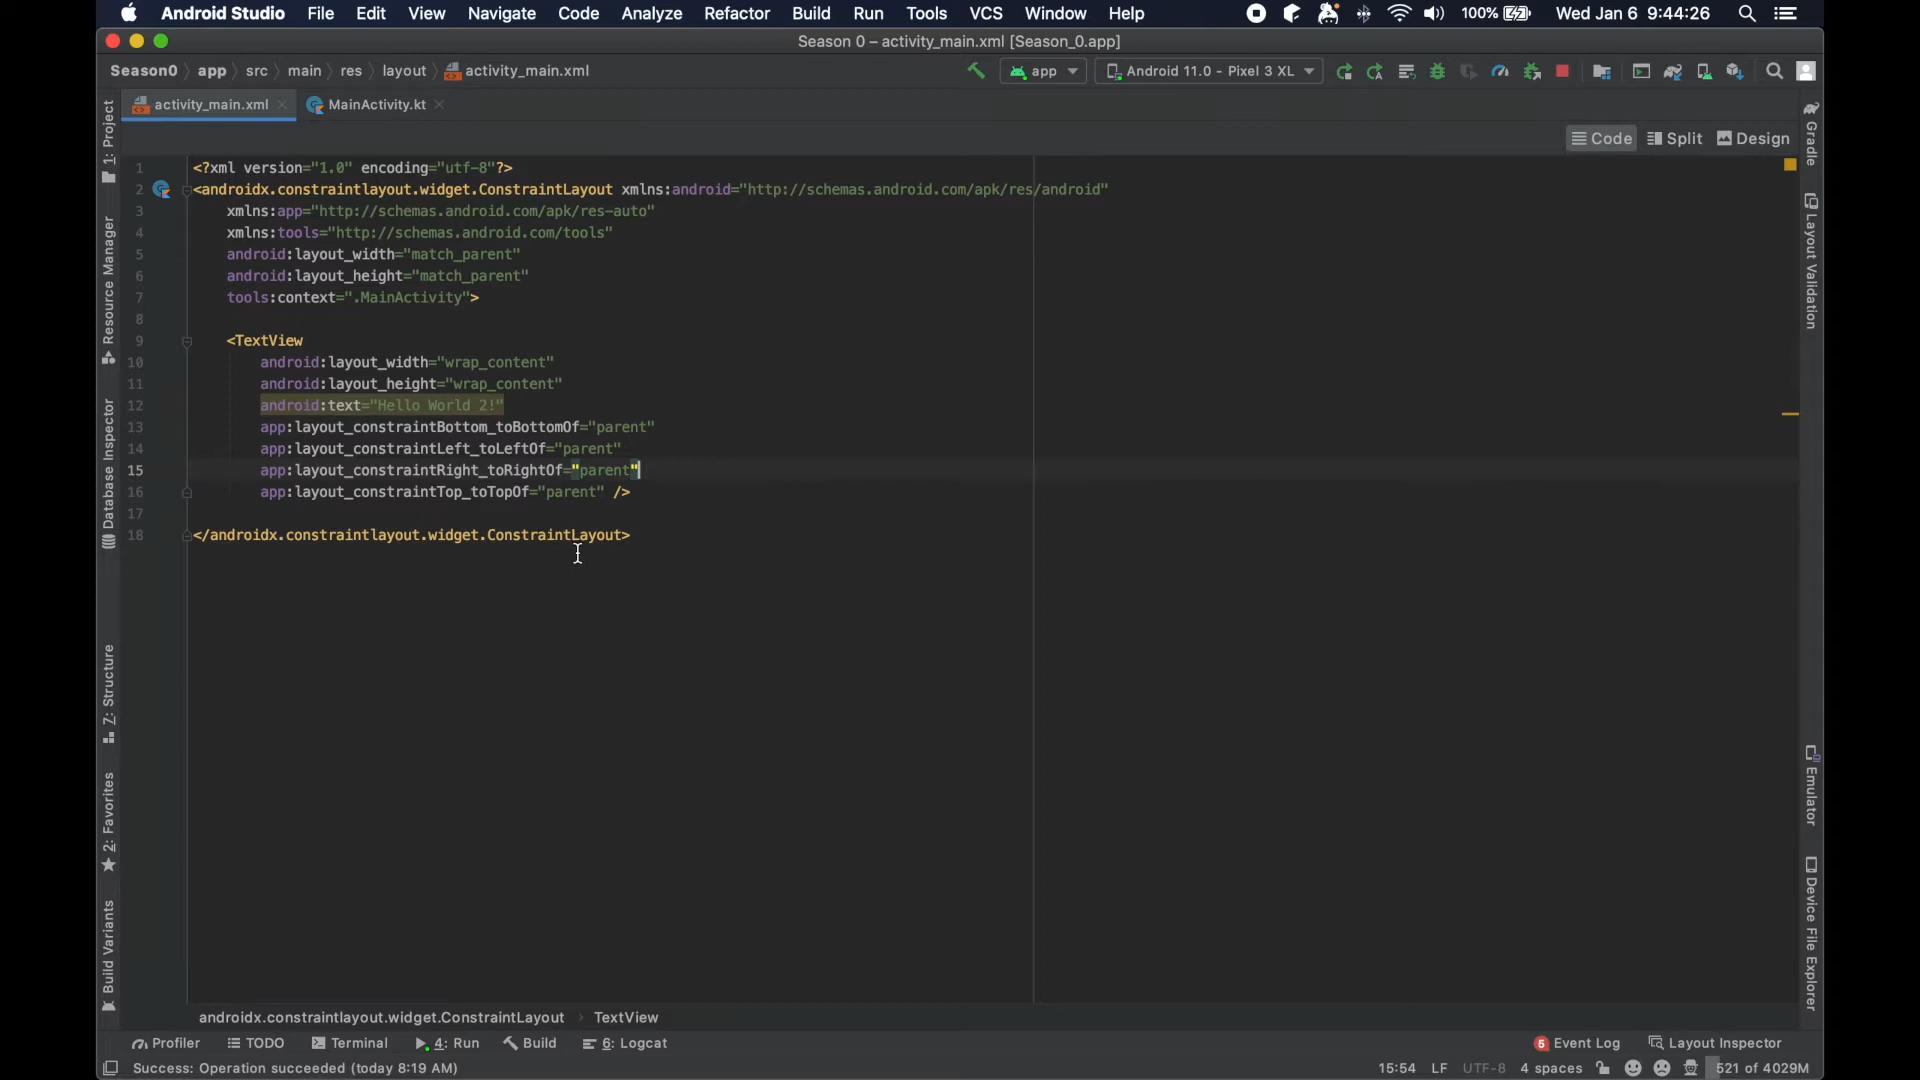 Android Studio File Edit View Navigate Code Analyze Refactor Build Run Tools VCS Window Help 100% Wed Jan 6 9:44:26
Season 0 – activity_main.xml [Season_0.app]
Season0 app src main res layout activity_main.xml app Android 11.0 - Pixel 3 XL
activity_main.xml MainActivity.kt
Code Split Design
1 <?xml version="1.0" encoding="utf-8"?>
2 <androidx.constraintlayout.widget.ConstraintLayout xmlns:android="http://schemas.android.com/apk/res/android"
3 xmlns:app="http://schemas.android.com/apk/res-auto"
4 xmlns:tools="http://schemas.android.com/tools"
5 android:layout_width="match_parent"
6 android:layout_height="match_parent"
7 tools:context=".MainActivity">
8
9 <TextView
10 android:layout_width="wrap_content"
11 android:layout_height="wrap_content"
12 android:text="Hello World 2!"
13 app:layout_constraintBottom_toBottomOf="parent"
14 app:layout_constraintLeft_toLeftOf="parent"
15 app:layout_constraintRight_toRightOf="parent"
16 app:layout_constraintTop_toTopOf="parent" />
17
18 </androidx.constraintlayout.widget.ConstraintLayout>
1: Project
Resource Manager
Database Inspector
Z: Structure
2: Favorites
Build Variants
Gradle
Layout Validation
Emulator
Device File Explorer
androidx.constraintlayout.widget.ConstraintLayout TextView
Profiler TODO Terminal 4: Run Build 6: Logcat 5 Event Log Layout Inspector
Success: Operation succeeded (today 8:19 AM) 15:54 LF UTF-8 4 spaces 521 of 4029M